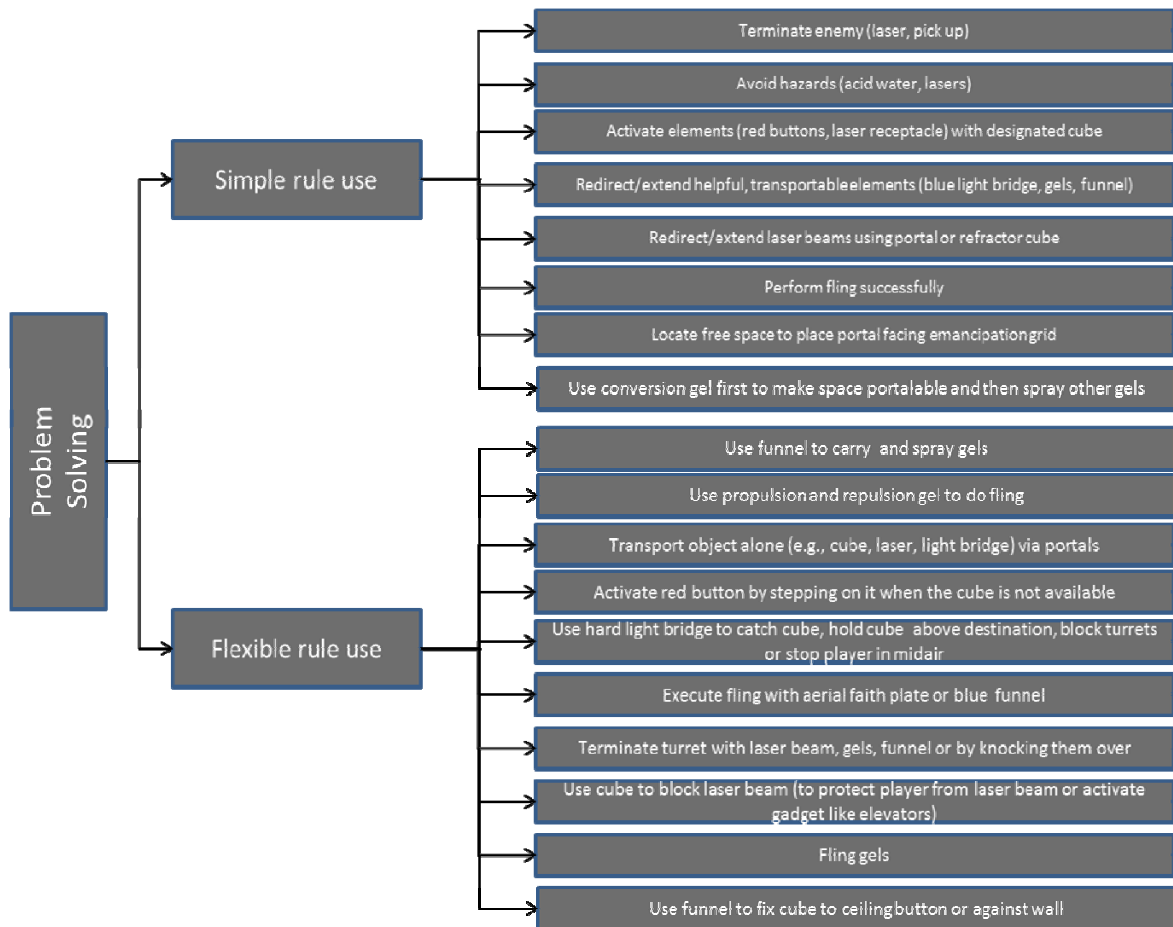 Problem
Solving
Simple rule use
Terminate enemy (laser, pick up)
Avoid hazards (acid water, lasers)
Activate elements (red buttons, laser receptacle) with designated cube
Redirect/extend helpful, transportable elements (blue light bridge, gels, funnel)
Redirect/extend laser beams using portal or refractor cube
Perform fling successfully
Locate free space to place portal facing emancipation grid
Use conversion gel first to make space portalable and then spray other gels
Flexible rule use
Use funnel to carry and spray gels
Use propulsion and repulsion gel to do fling
Transport object alone (e.g., cube, laser, light bridge) via portals
Activate red button by stepping on it when the cube is not available
Use hard light bridge to catch cube, hold cube above destination, block turrets
or stop player in midair
Execute fling with aerial faith plate or blue funnel
Terminate turret with laser beam, gels, funnel or by knocking them over
Use cube to block laser beam (to protect player from laser beam or activate
gadget like elevators)
Fling gels
Use funnel to fix cube to ceiling button or against wall